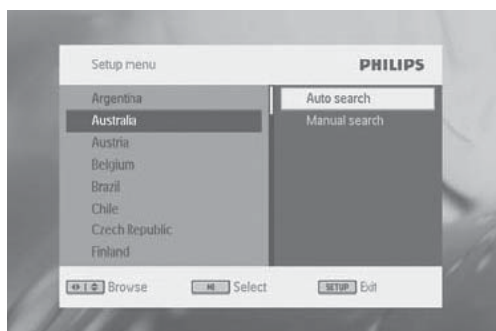 Setup menu PHILIPS
Argentina
Australia
Austria
Belgium
Brazil
Chile
Czech Republic
Finland
Auto search
Manual search
Browse Select SETUP Exit